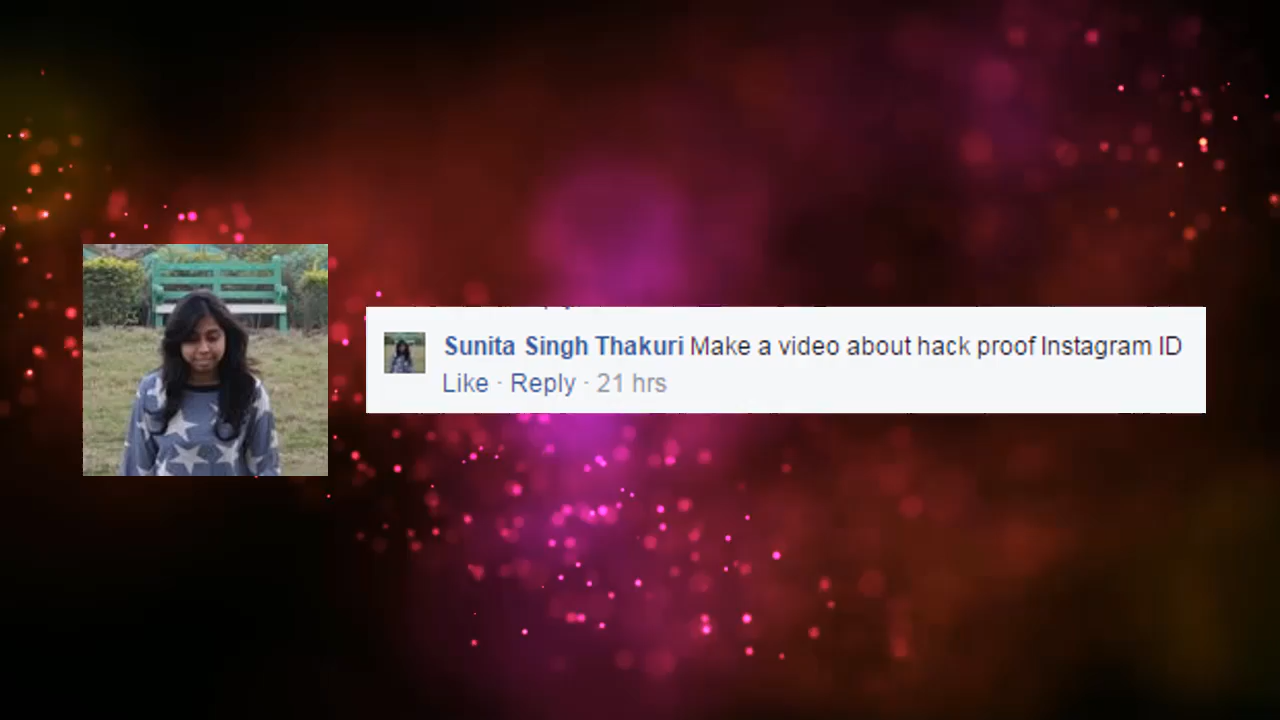 Sunita Singh Thakuri Make a video about hack proof Instagram ID
Like · Reply · 21 hrs